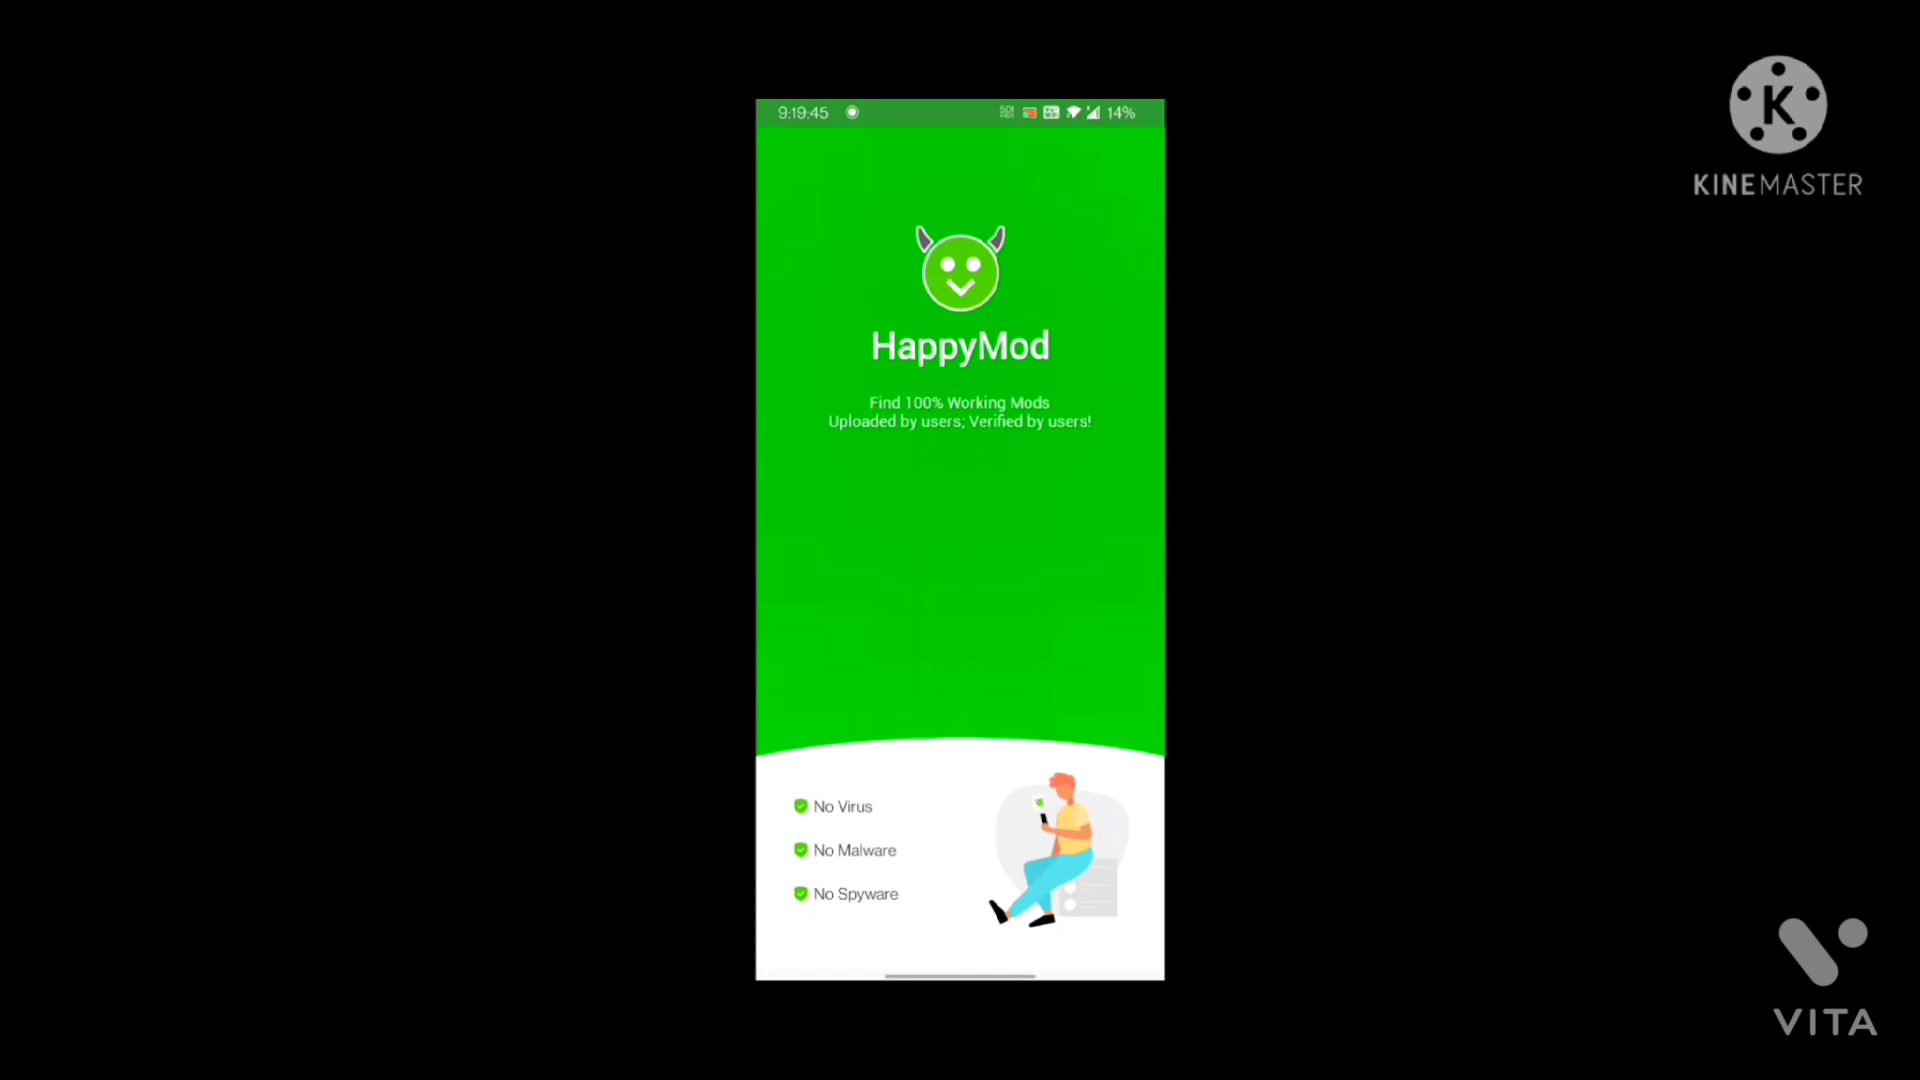 9:19:45
14%
KINEMASTER
HappyMod
Find 100% Working Mods
Uploaded by users; Verified by users!
No Virus
No Malware
No Spyware
VITA